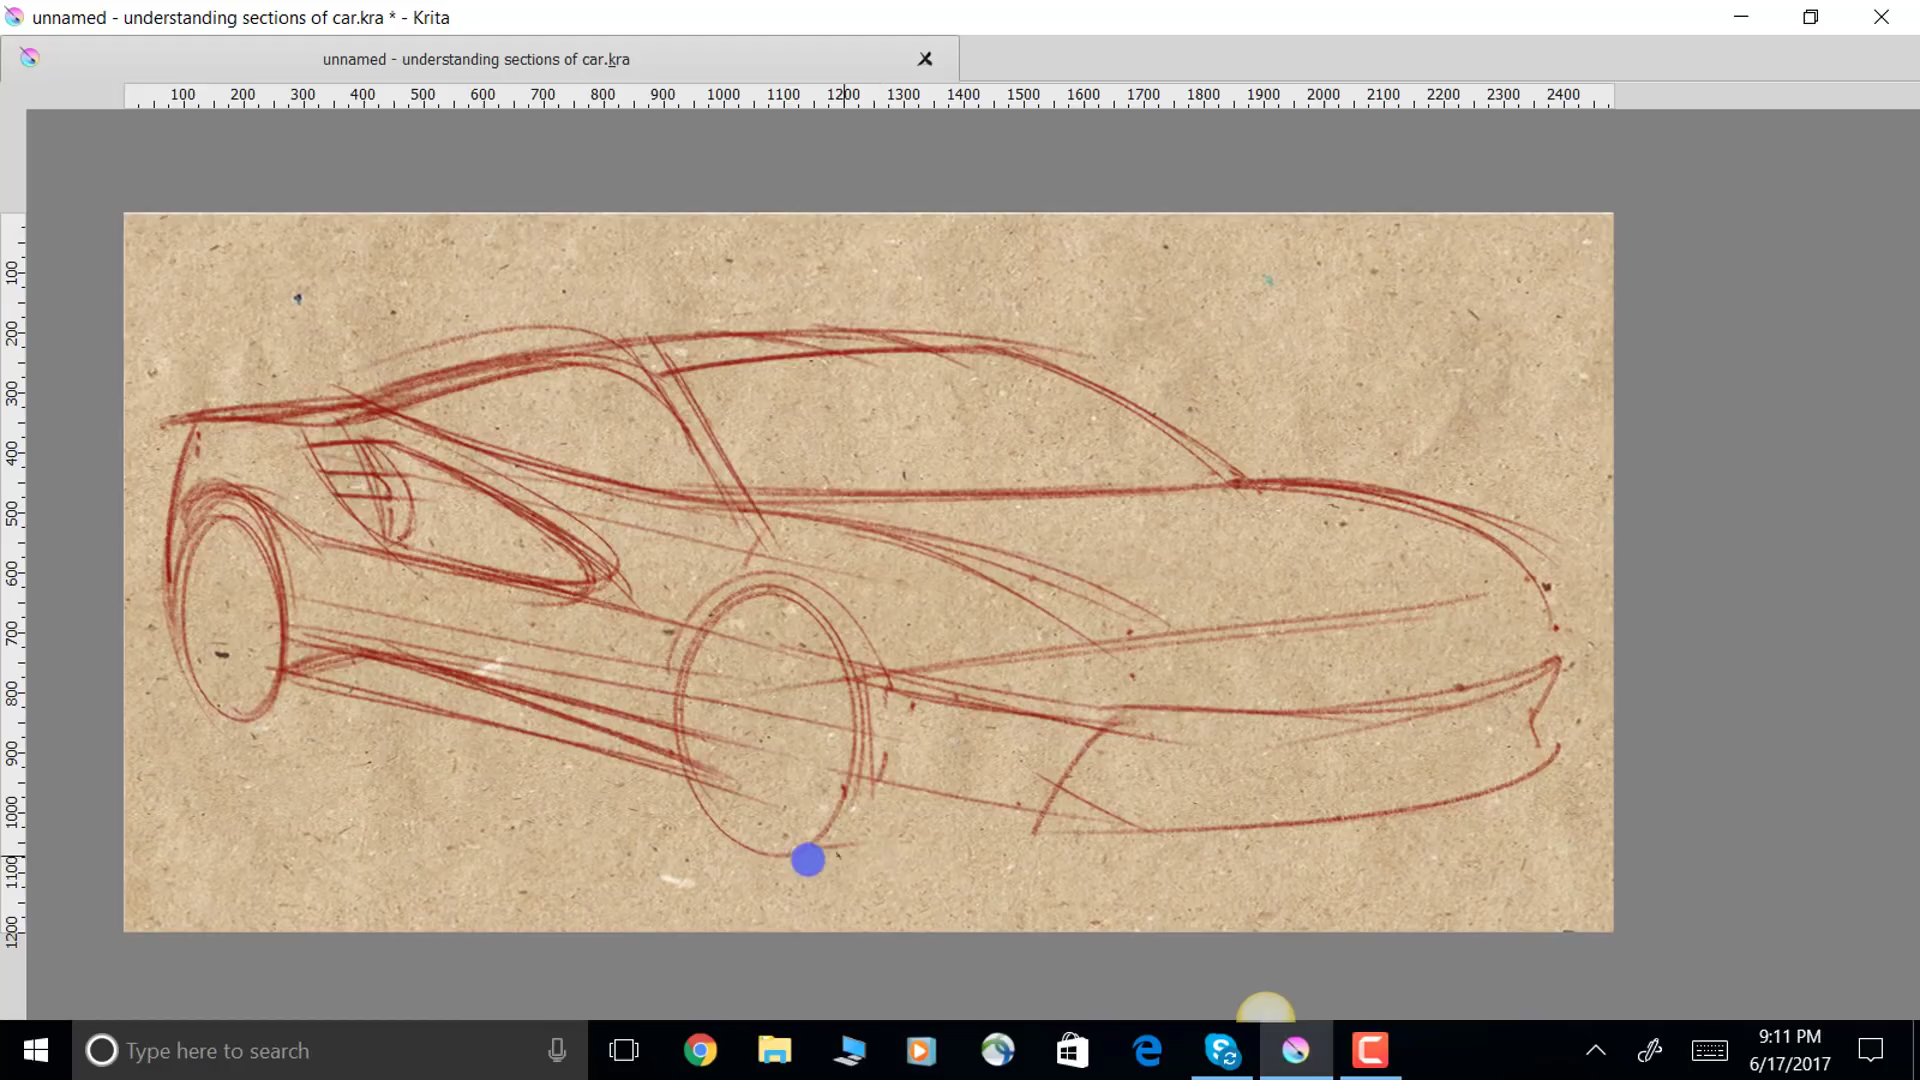 unnamed - understanding sections of car.kra * - Krita
unnamed - understanding sections of car.kra
100 200 300 400 500 600 700 800 900 1000 1100 1200 1300 1400 1500 1600 1700 1800 1900 2000 2100 2200 2300 2400
100
200
300
400
500
600
700
800
900
1000
1100
1200
Type here to search
9:11 PM
6/17/2017